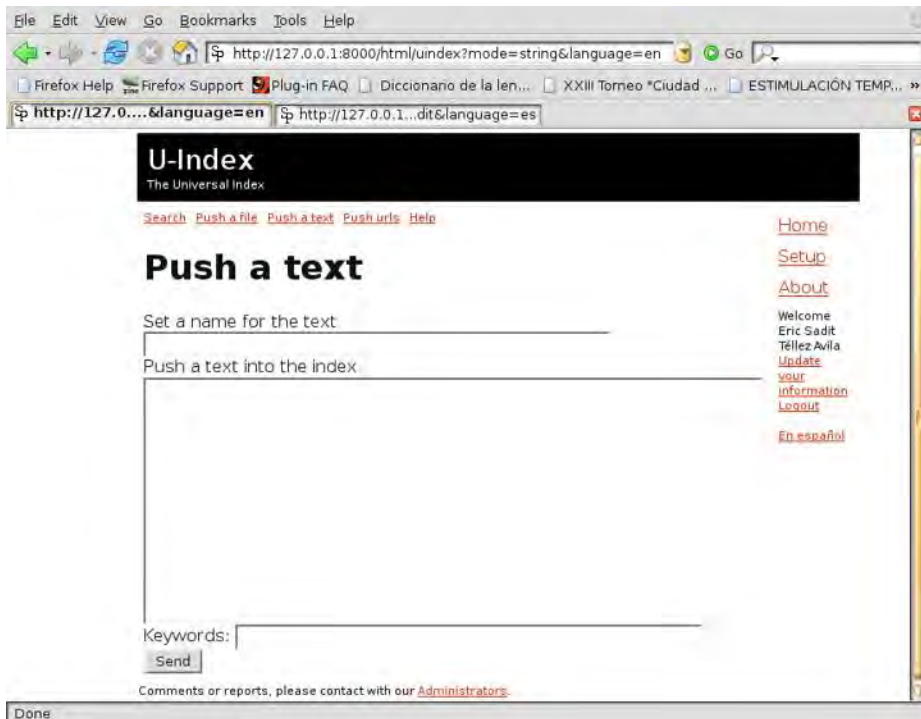 File Edit View Go Bookmarks Tools Help
http://127.0.0.1:8000/html/uindex?mode=string&language=en Go
Firefox Help Firefox Support Plug-in FAQ Diccionario de la len... XXIII Torneo "Ciudad ... ESTIMULACIÓN TEMP... »
http://127.0....&language=en http://127.0.0.1...dit&language=es
U-Index
The Universal Index
Search Push a file Push a text Push urls Help
Home
Setup
About
Welcome
Eric Sadit
Téllez Avila
Update
your
information
Logout
En español
Push a text
Set a name for the text
Push a text into the index
Keywords:
Send
Comments or reports, please contact with our Administrators.
Done